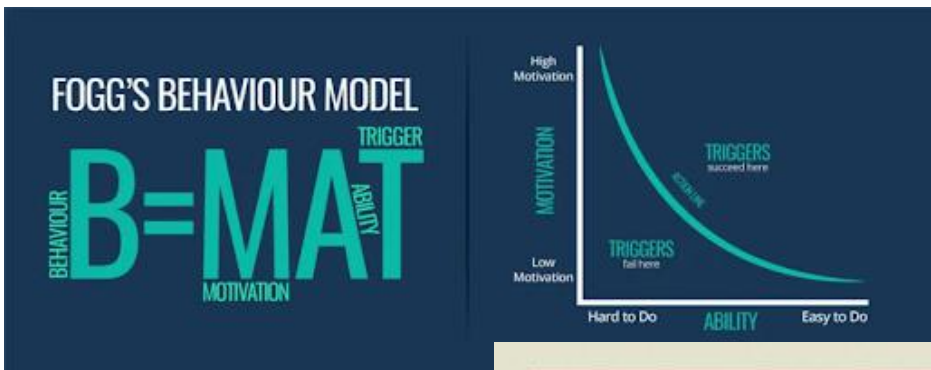 FOGG'S BEHAVIOUR MODEL
TRIGGER
B=MAT
BEHAVIOUR
ABILITY
MOTIVATION
High
Motivation
MOTIVATION
TRIGGERS
succeed here
ACTION LINE
TRIGGERS
fail here
Low
Motivation
Hard to Do
ABILITY
Easy to Do